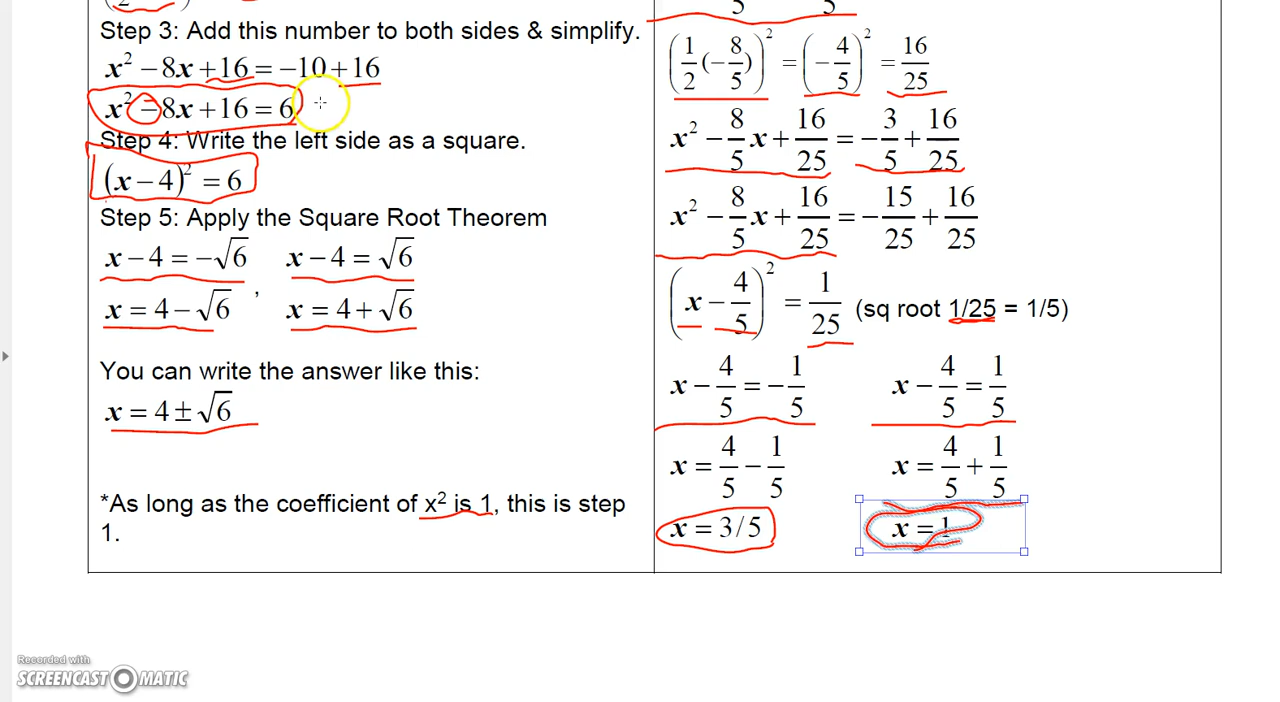 Step 3: Add this number to both sides & simplify.
x² − 8x + 16 = −10 + 16
x² − 8x + 16 = 6
Step 4: Write the left side as a square.
(x − 4)² = 6
Step 5: Apply the Square Root Theorem
x − 4 = −√6 , x − 4 = √6
x = 4 − √6 x = 4 + √6
You can write the answer like this:
x = 4 ± √6
*As long as the coefficient of x² is 1, this is step
1.
5 5
(1/2(−8/5))² = (−4/5)² = 16/25
x² − 8/5 x + 16/25 = −3/5 + 16/25
x² − 8/5 x + 16/25 = −15/25 + 16/25
(x − 4/5)² = 1/25 (sq root 1/25 = 1/5)
x − 4/5 = −1/5 x − 4/5 = 1/5
x = 4/5 − 1/5 x = 4/5 + 1/5
x = 3/5 x = 1
Recorded with
SCREENCAST O MATIC